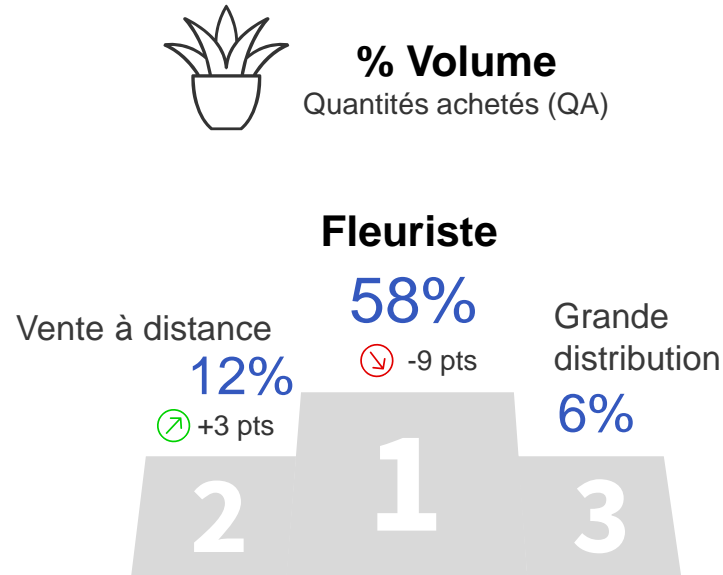 % Volume
Quantités achetés (QA)
Fleuriste
58%
-9 pts
Vente à distance
12%
+3 pts
Grande
distribution
6%
1
2
3